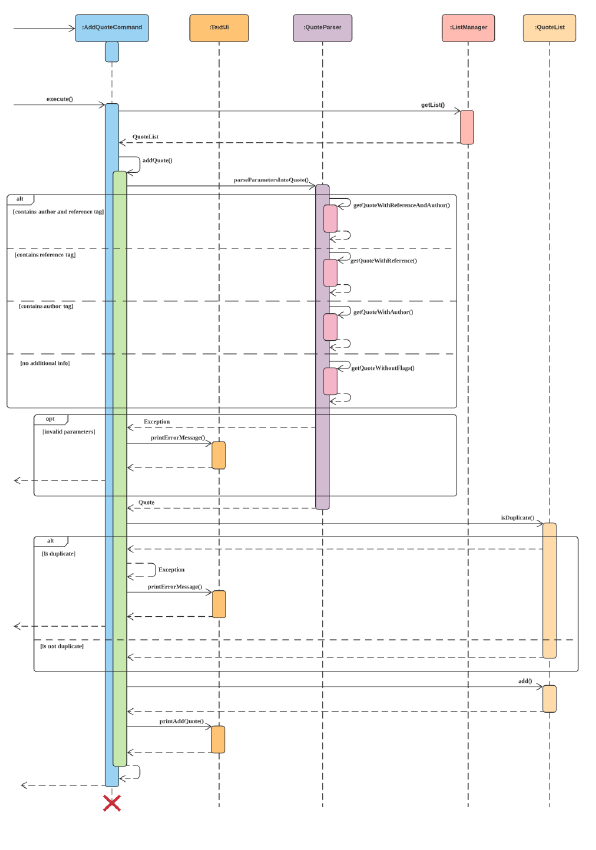 :AddQuoteCommand
:TextUi
:QuoteParser
:ListManager
:QuoteList
execute()
getList()
QuoteList
addQuote()
parseParametersIntoQuote()
alt
[contains author and reference tag]
getQuoteWithReferenceAndAuthor()
[contains reference tag]
getQuoteWithReference()
[contains author tag]
getQuoteWithAuthor()
[no additional info]
getQuoteWithoutFlags()
opt
Exception
[invalid parameters]
printErrorMessage()
Quote
isDuplicate()
alt
[Is duplicate]
Exception
printErrorMessage()
[Is not duplicate]
add()
printAddQuote()